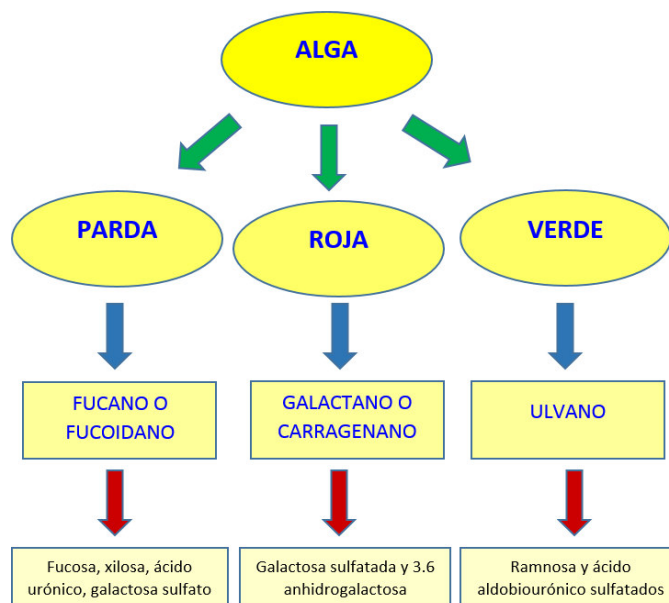 ALGA
PARDA
ROJA
VERDE
FUCANO O
FUCOIDANO
GALACTANO O
CARRAGENANO
ULVANO
Fucosa, xilosa, ácido
urónico, galactosa sulfato
Galactosa sulfatada y 3.6
anhidrogalactosa
Ramnosa y ácido
aldobiourónico sulfatados